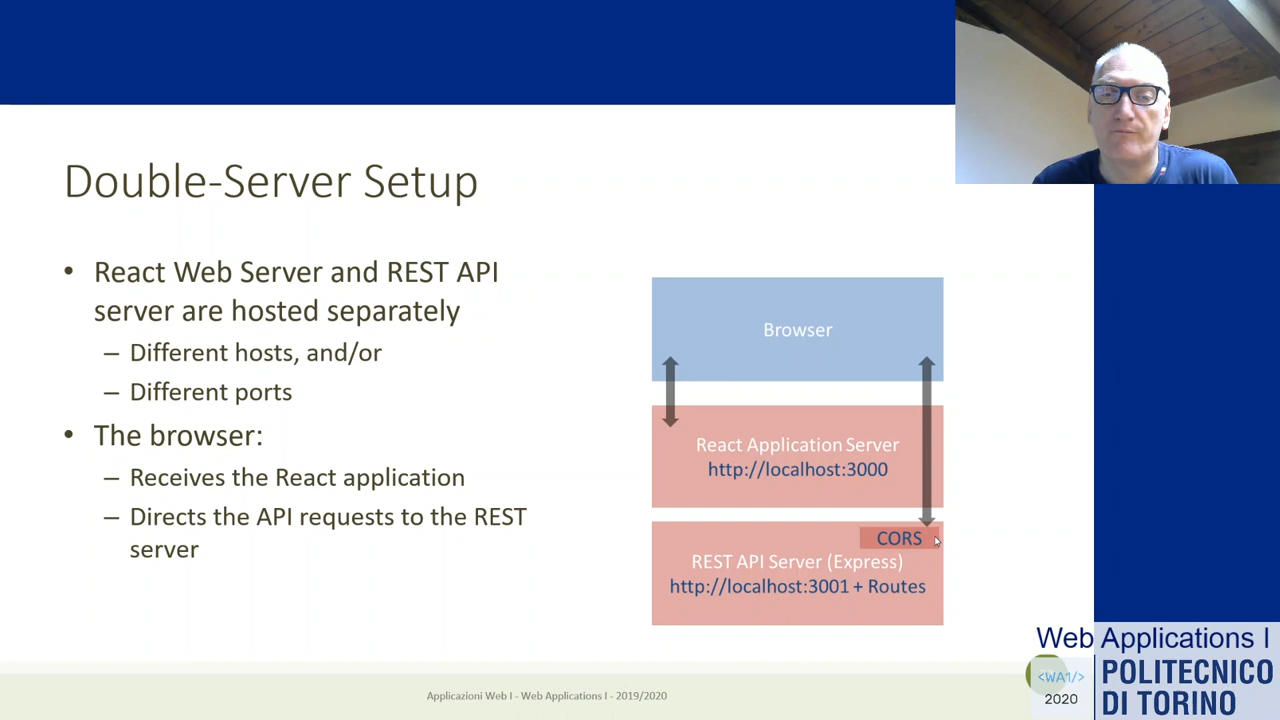 Double-Server Setup
• React Web Server and REST API
server are hosted separately
– Different hosts, and/or
– Different ports
• The browser:
– Receives the React application
– Directs the API requests to the REST
server
Browser
React Application Server
http://localhost:3000
CORS
REST API Server (Express)
http://localhost:3001 + Routes
Applicazioni Web I - Web Applications I - 2019/2020
Web Applications I
<WA1/>
2020
POLITECNICO
DI TORINO